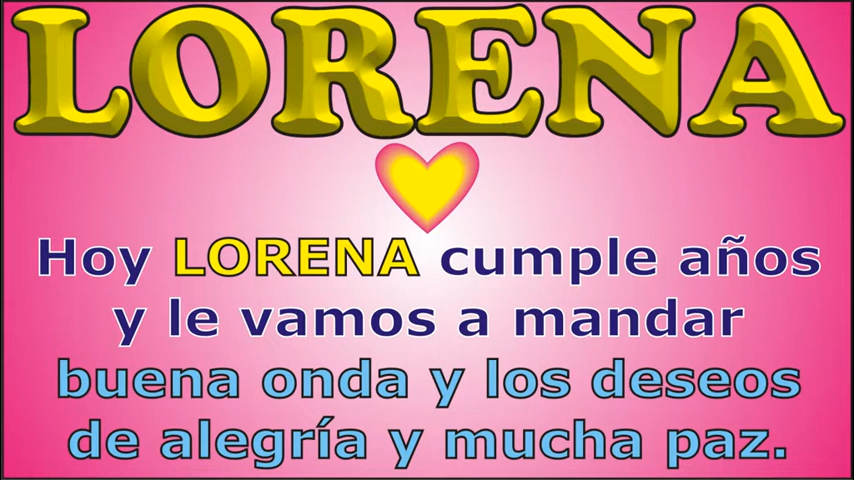 LORENA
Hoy LORENA cumple años
y le vamos a mandar
buena onda y los deseos
de alegría y mucha paz.